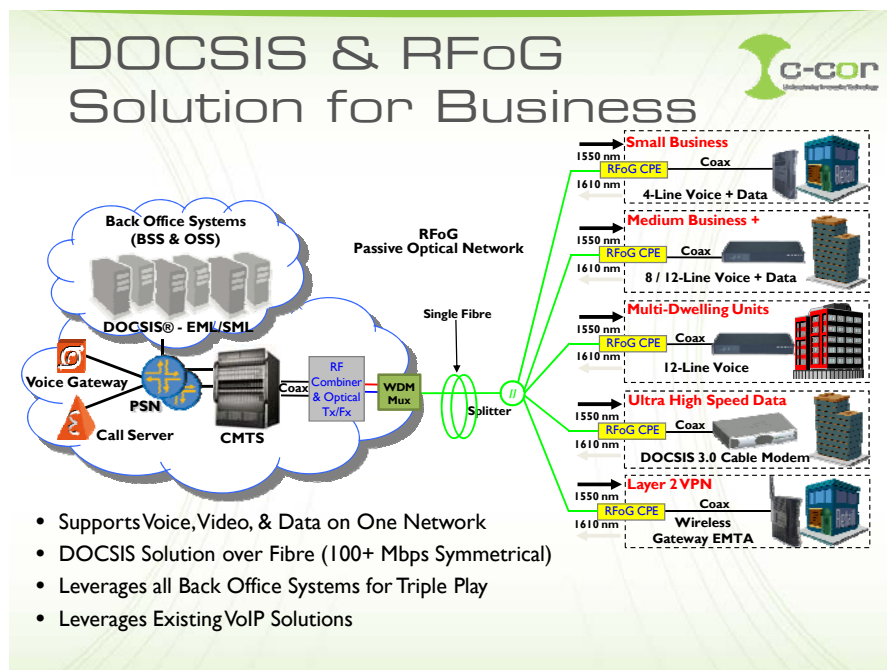 DOCSIS & RFoG
Solution for Business
c-cor
1550 nm
Small Business
RFoG CPE
Coax
1610 nm
4-Line Voice + Data
Retail
1550 nm
Medium Business +
RFoG CPE
Coax
1610 nm
8 / 12-Line Voice + Data
1550 nm
Multi-Dwelling Units
RFoG CPE
Coax
1610 nm
12-Line Voice
1550 nm
Ultra High Speed Data
RFoG CPE
Coax
1610 nm
DOCSIS 3.0 Cable Modem
1550 nm
Layer 2 VPN
RFoG CPE
Coax
1610 nm
Wireless
Gateway EMTA
Retail
Back Office Systems
(BSS & OSS)
DOCSIS® - EML/SML
RFoG
Passive Optical Network
Single Fibre
Voice Gateway
PSN
Call Server
CMTS
Coax
RF
Combiner
& Optical
Tx/Fx
WDM
Mux
Splitter
• Supports Voice, Video, & Data on One Network
• DOCSIS Solution over Fibre (100+ Mbps Symmetrical)
• Leverages all Back Office Systems for Triple Play
• Leverages Existing VoIP Solutions